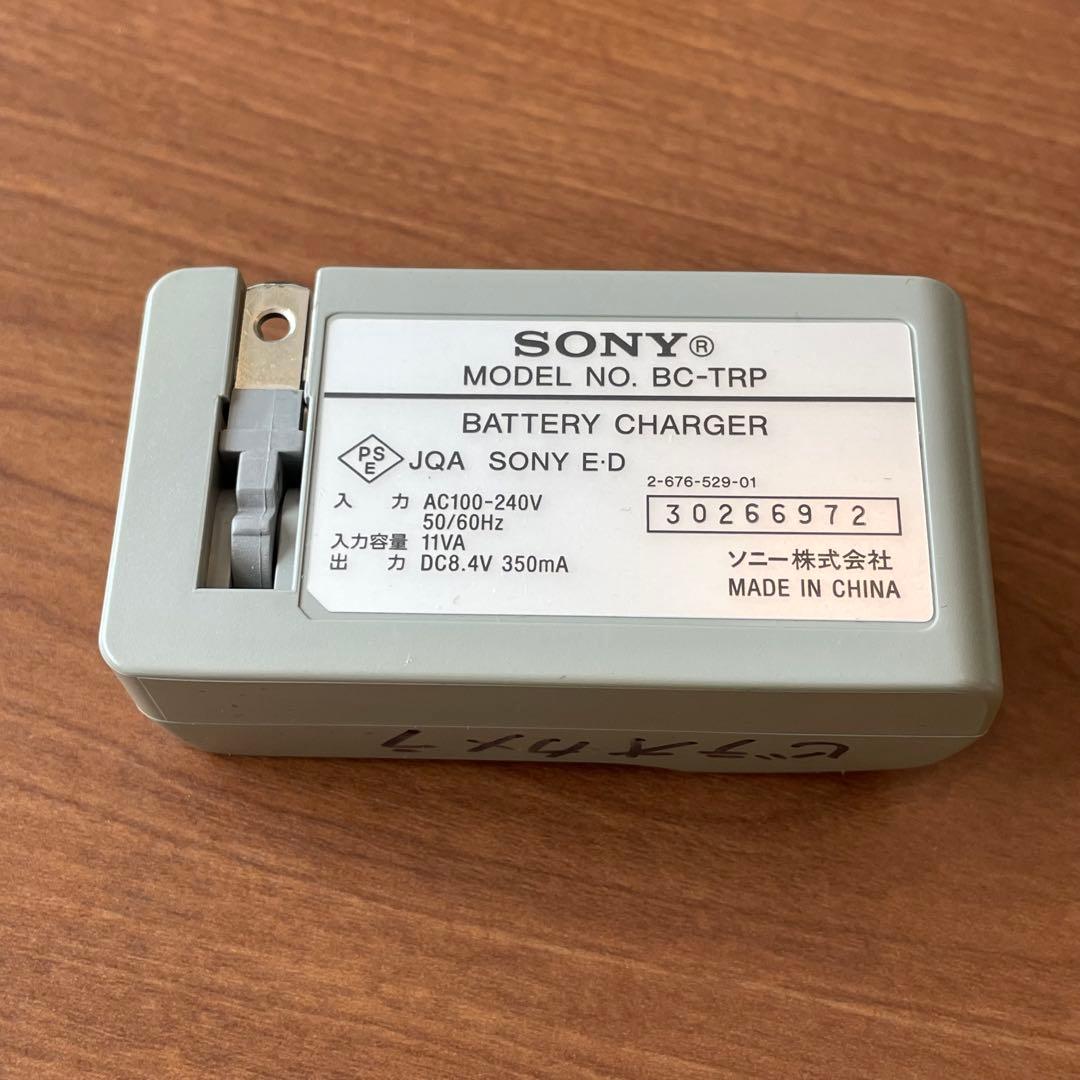 SONY®
MODEL NO. BC-TRP
BATTERY CHARGER
PS E JQA SONY E·D
2-676-529-01
30266972
入力 AC100-240V
50/60Hz
入力容量 11VA
出力 DC8.4V 350mA
ソニー株式会社
MADE IN CHINA
ビデオカメラ